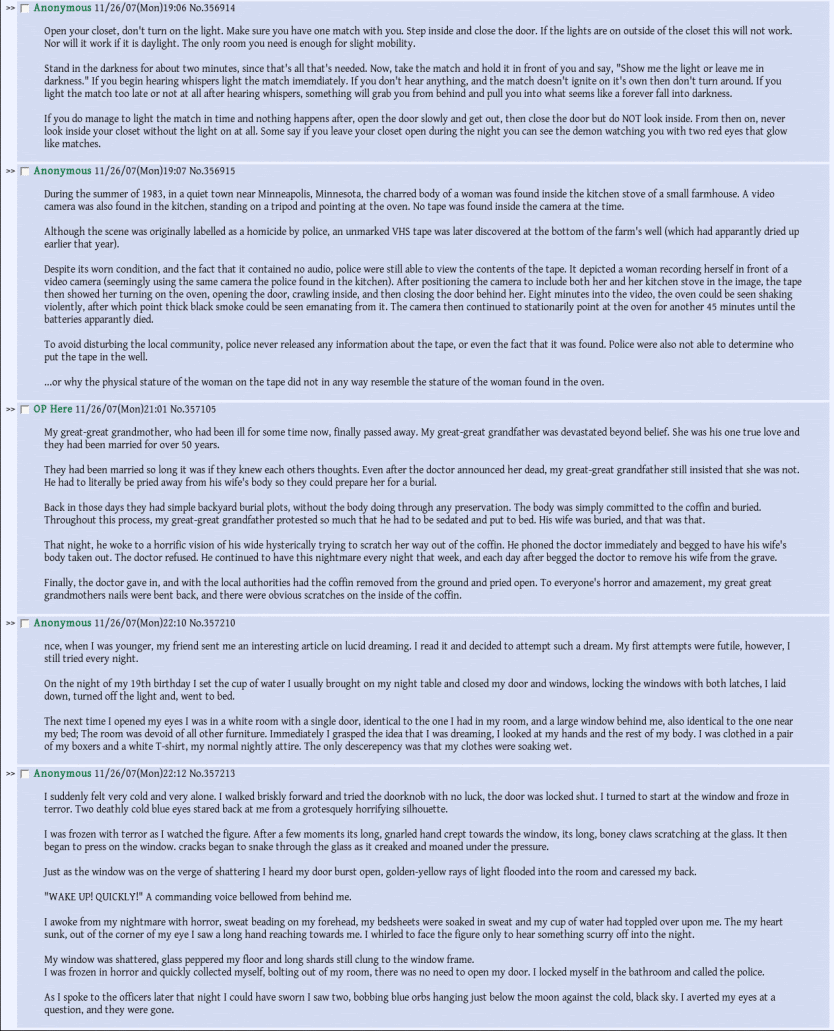 >> Anonymous 11/26/07(Mon)19:06 No.356914
Open your closet, don't turn on the light. Make sure you have one match with you. Step inside and close the door. If the lights are on outside of the closet this will not work.
Nor will it work if it is daylight. The only room you need is enough for slight mobility.
Stand in the darkness for about two minutes, since that's all that's needed. Now, take the match and hold it in front of you and say, "Show me the light or leave me in
darkness." If you begin hearing whispers light the match imemdiately. If you don't hear anything, and the match doesn't ignite on it's own then don't turn around. If you
light the match too late or not at all after hearing whispers, something will grab you from behind and pull you into what seems like a forever fall into darkness.
If you do manage to light the match in time and nothing happens after, open the door slowly and get out, then close the door but do NOT look inside. From then on, never
look inside your closet without the light on at all. Some say if you leave your closet open during the night you can see the demon watching you with two red eyes that glow
like matches.
>> Anonymous 11/26/07(Mon)19:07 No.356915
During the summer of 1983, in a quiet town near Minneapolis, Minnesota, the charred body of a woman was found inside the kitchen stove of a small farmhouse. A video
camera was also found in the kitchen, standing on a tripod and pointing at the oven. No tape was found inside the camera at the time.
Although the scene was originally labelled as a homicide by police, an unmarked VHS tape was later discovered at the bottom of the farm's well (which had apparantly dried up
earlier that year).
Despite its worn condition, and the fact that it contained no audio, police were still able to view the contents of the tape. It depicted a woman recording herself in front of a
video camera (seemingly using the same camera the police found in the kitchen). After positioning the camera to include both her and her kitchen stove in the image, the tape
then showed her turning on the oven, opening the door, crawling inside, and then closing the door behind her. Eight minutes into the video, the oven could be seen shaking
violently, after which point thick black smoke could be seen emanating from it. The camera then continued to stationarily point at the oven for another 45 minutes until the
batteries apparantly died.
To avoid disturbing the local community, police never released any information about the tape, or even the fact that it was found. Police were also not able to determine who
put the tape in the well.
...or why the physical stature of the woman on the tape did not in any way resemble the stature of the woman found in the oven.
>> OP Here 11/26/07(Mon)21:01 No.357105
My great-great grandmother, who had been ill for some time now, finally passed away. My great-great grandfather was devastated beyond belief. She was his one true love and
they had been married for over 50 years.
They had been married so long it was if they knew each others thoughts. Even after the doctor announced her dead, my great-great grandfather still insisted that she was not.
He had to literally be pried away from his wife's body so they could prepare her for a burial.
Back in those days they had simple backyard burial plots, without the body doing through any preservation. The body was simply committed to the coffin and buried.
Throughout this process, my great-great grandfather protested so much that he had to be sedated and put to bed. His wife was buried, and that was that.
That night, he woke to a horrific vision of his wide hysterically trying to scratch her way out of the coffin. He phoned the doctor immediately and begged to have his wife's
body taken out. The doctor refused. He continued to have this nightmare every night that week, and each day after begged the doctor to remove his wife from the grave.
Finally, the doctor gave in, and with the local authorities had the coffin removed from the ground and pried open. To everyone's horror and amazement, my great great
grandmothers nails were bent back, and there were obvious scratches on the inside of the coffin.
>> Anonymous 11/26/07(Mon)22:10 No.357210
nce, when I was younger, my friend sent me an interesting article on lucid dreaming. I read it and decided to attempt such a dream. My first attempts were futile, however, I
still tried every night.
On the night of my 19th birthday I set the cup of water I usually brought on my night table and closed my door and windows, locking the windows with both latches, I laid
down, turned off the light and, went to bed.
The next time I opened my eyes I was in a white room with a single door, identical to the one I had in my room, and a large window behind me, also identical to the one near
my bed; The room was devoid of all other furniture. Immediately I grasped the idea that I was dreaming, I looked at my hands and the rest of my body. I was clothed in a pair
of my boxers and a white T-shirt, my normal nightly attire. The only descerepency was that my clothes were soaking wet.
>> Anonymous 11/26/07(Mon)22:12 No.357213
I suddenly felt very cold and very alone. I walked briskly forward and tried the doorknob with no luck, the door was locked shut. I turned to start at the window and froze in
terror. Two deathly cold blue eyes stared back at me from a grotesquely horrifying silhouette.
I was frozen with terror as I watched the figure. After a few moments its long, gnarled hand crept towards the window, its long, boney claws scratching at the glass. It then
began to press on the window. cracks began to snake through the glass as it creaked and moaned under the pressure.
Just as the window was on the verge of shattering I heard my door burst open, golden-yellow rays of light flooded into the room and caressed my back.
"WAKE UP! QUICKLY!" A commanding voice bellowed from behind me.
I awoke from my nightmare with horror, sweat beading on my forehead, my bedsheets were soaked in sweat and my cup of water had toppled over upon me. The my heart
sunk, out of the corner of my eye I saw a long hand reaching towards me. I whirled to face the figure only to hear something scurry off into the night.
My window was shattered, glass peppered my floor and long shards still clung to the window frame.
I was frozen in horror and quickly collected myself, bolting out of my room, there was no need to open my door. I locked myself in the bathroom and called the police.
As I spoke to the officers later that night I could have sworn I saw two, bobbing blue orbs hanging just below the moon against the cold, black sky. I averted my eyes at a
question, and they were gone.